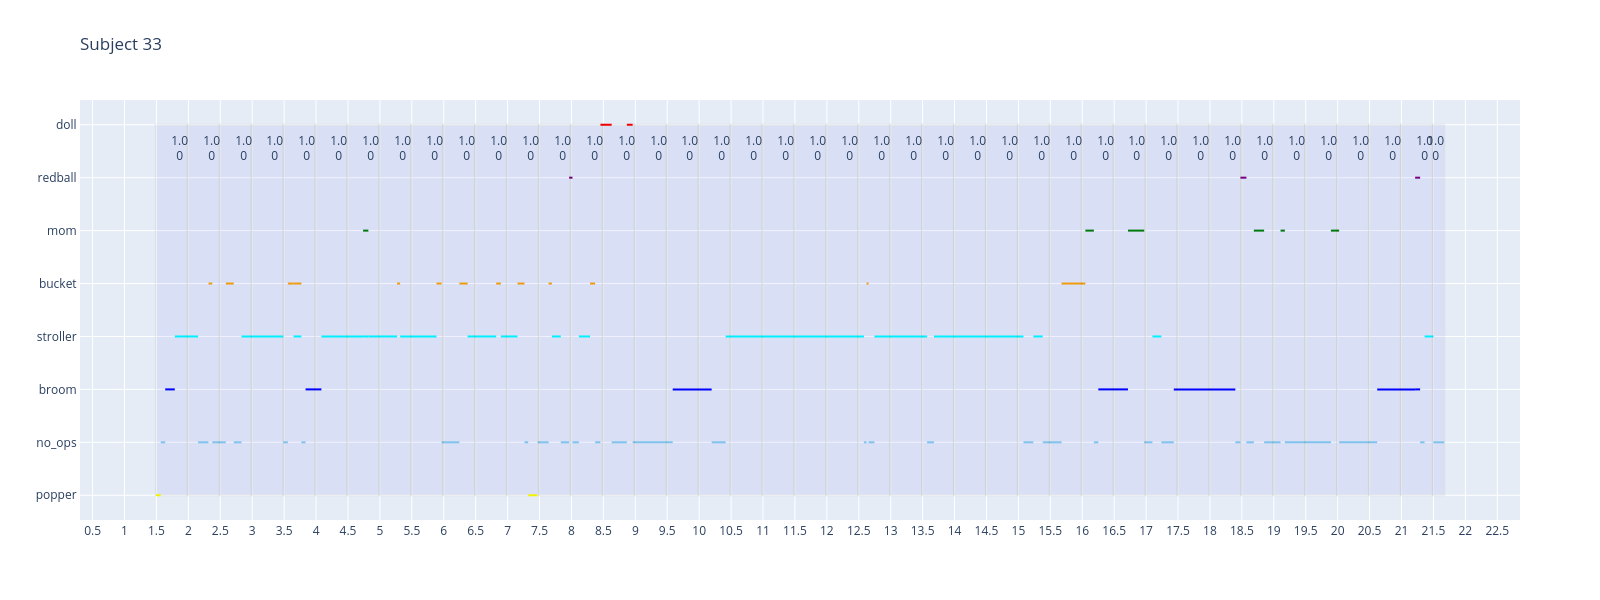 Subject 33
doll
1.0 1.0 1.0 1.0 1.0 1.0 1.0 1.0 1.0 1.0 1.0 1.0 1.0 1.0 1.0 1.0 1.0 1.0 1.0 1.0 1.0 1.0 1.0 1.0 1.0 1.0 1.0 1.0 1.0 1.0 1.0 1.0 1.0 1.0 1.0 1.0 1.0 1.0 1.0 1.0 1.0
0 0 0 0 0 0 0 0 0 0 0 0 0 0 0 0 0 0 0 0 0 0 0 0 0 0 0 0 0 0 0 0 0 0 0 0 0 0 0 0 0
redball
mom
bucket
stroller
broom
no_ops
popper
0.5 1 1.5 2 2.5 3 3.5 4 4.5 5 5.5 6 6.5 7 7.5 8 8.5 9 9.5 10 10.5 11 11.5 12 12.5 13 13.5 14 14.5 15 15.5 16 16.5 17 17.5 18 18.5 19 19.5 20 20.5 21 21.5 22 22.5